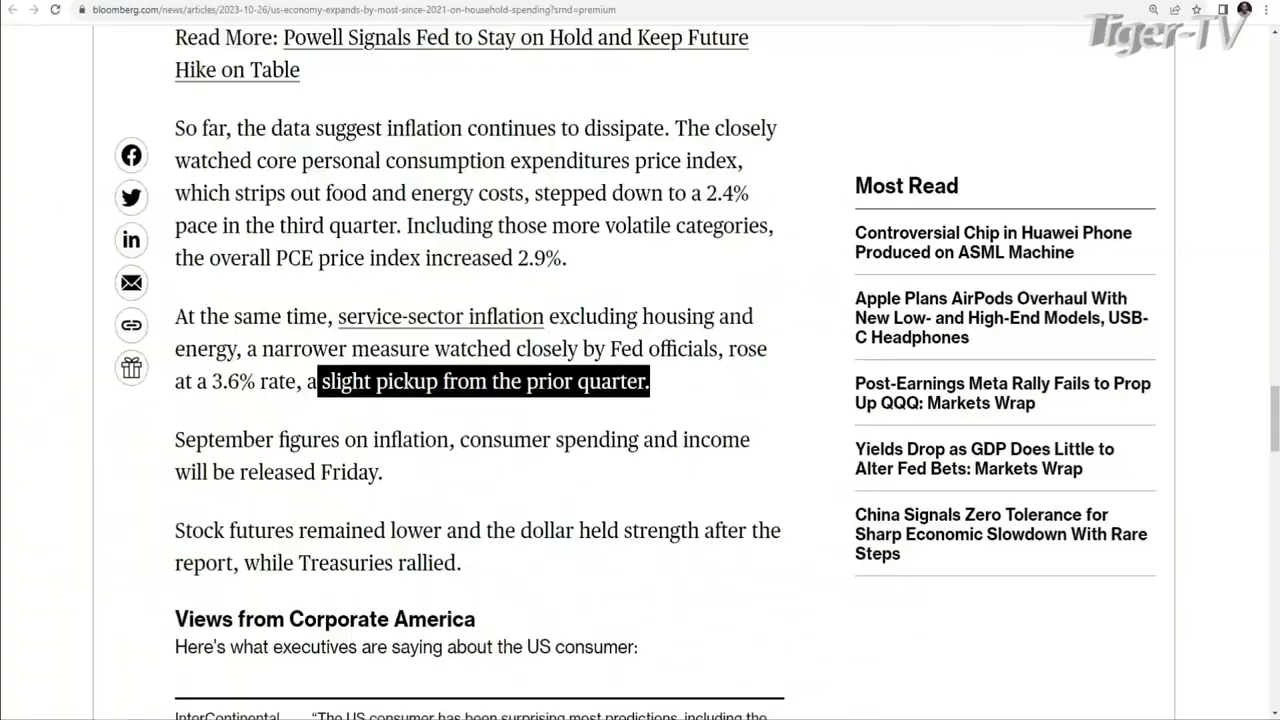 bloomberg.com/news/articles/2023-10-26/us-economy-expands-by-most-since-2021-on-household-spending?srnd=premium
Tiger-TV
Read More: Powell Signals Fed to Stay on Hold and Keep Future
Hike on Table
So far, the data suggest inflation continues to dissipate. The closely
watched core personal consumption expenditures price index,
which strips out food and energy costs, stepped down to a 2.4%
pace in the third quarter. Including those more volatile categories,
the overall PCE price index increased 2.9%.
At the same time, service-sector inflation excluding housing and
energy, a narrower measure watched closely by Fed officials, rose
at a 3.6% rate, a slight pickup from the prior quarter.
September figures on inflation, consumer spending and income
will be released Friday.
Stock futures remained lower and the dollar held strength after the
report, while Treasuries rallied.
Views from Corporate America
Here's what executives are saying about the US consumer:
InterContinental
“The US consumer has been surprising most predictions, including the
Most Read
Controversial Chip in Huawei Phone
Produced on ASML Machine
Apple Plans AirPods Overhaul With
New Low- and High-End Models, USB-
C Headphones
Post-Earnings Meta Rally Fails to Prop
Up QQQ: Markets Wrap
Yields Drop as GDP Does Little to
Alter Fed Bets: Markets Wrap
China Signals Zero Tolerance for
Sharp Economic Slowdown With Rare
Steps